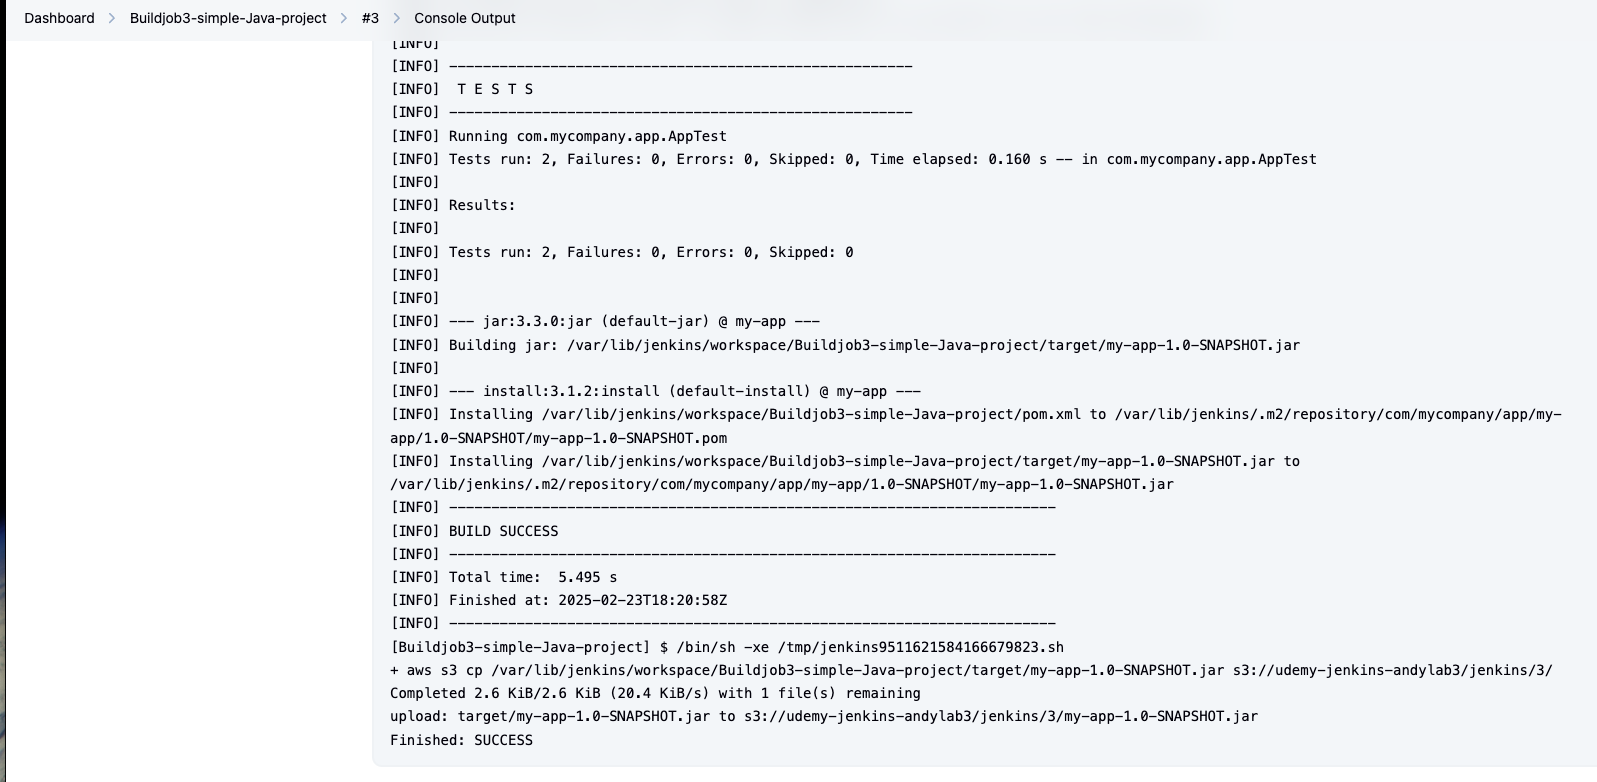 Dashboard > Buildjob3-simple-Java-project > #3 > Console Output
[INFO]
[INFO] -------------------------------------------------------
[INFO]  T E S T S
[INFO] -------------------------------------------------------
[INFO] Running com.mycompany.app.AppTest
[INFO] Tests run: 2, Failures: 0, Errors: 0, Skipped: 0, Time elapsed: 0.160 s -- in com.mycompany.app.AppTest
[INFO]
[INFO] Results:
[INFO]
[INFO] Tests run: 2, Failures: 0, Errors: 0, Skipped: 0
[INFO]
[INFO]
[INFO] --- jar:3.3.0:jar (default-jar) @ my-app ---
[INFO] Building jar: /var/lib/jenkins/workspace/Buildjob3-simple-Java-project/target/my-app-1.0-SNAPSHOT.jar
[INFO]
[INFO] --- install:3.1.2:install (default-install) @ my-app ---
[INFO] Installing /var/lib/jenkins/workspace/Buildjob3-simple-Java-project/pom.xml to /var/lib/jenkins/.m2/repository/com/mycompany/app/my-
app/1.0-SNAPSHOT/my-app-1.0-SNAPSHOT.pom
[INFO] Installing /var/lib/jenkins/workspace/Buildjob3-simple-Java-project/target/my-app-1.0-SNAPSHOT.jar to
/var/lib/jenkins/.m2/repository/com/mycompany/app/my-app/1.0-SNAPSHOT/my-app-1.0-SNAPSHOT.jar
[INFO] ------------------------------------------------------------------------
[INFO] BUILD SUCCESS
[INFO] ------------------------------------------------------------------------
[INFO] Total time:  5.495 s
[INFO] Finished at: 2025-02-23T18:20:58Z
[INFO] ------------------------------------------------------------------------
[Buildjob3-simple-Java-project] $ /bin/sh -xe /tmp/jenkins9511621584166679823.sh
+ aws s3 cp /var/lib/jenkins/workspace/Buildjob3-simple-Java-project/target/my-app-1.0-SNAPSHOT.jar s3://udemy-jenkins-andylab3/jenkins/3/
Completed 2.6 KiB/2.6 KiB (20.4 KiB/s) with 1 file(s) remaining
upload: target/my-app-1.0-SNAPSHOT.jar to s3://udemy-jenkins-andylab3/jenkins/3/my-app-1.0-SNAPSHOT.jar
Finished: SUCCESS